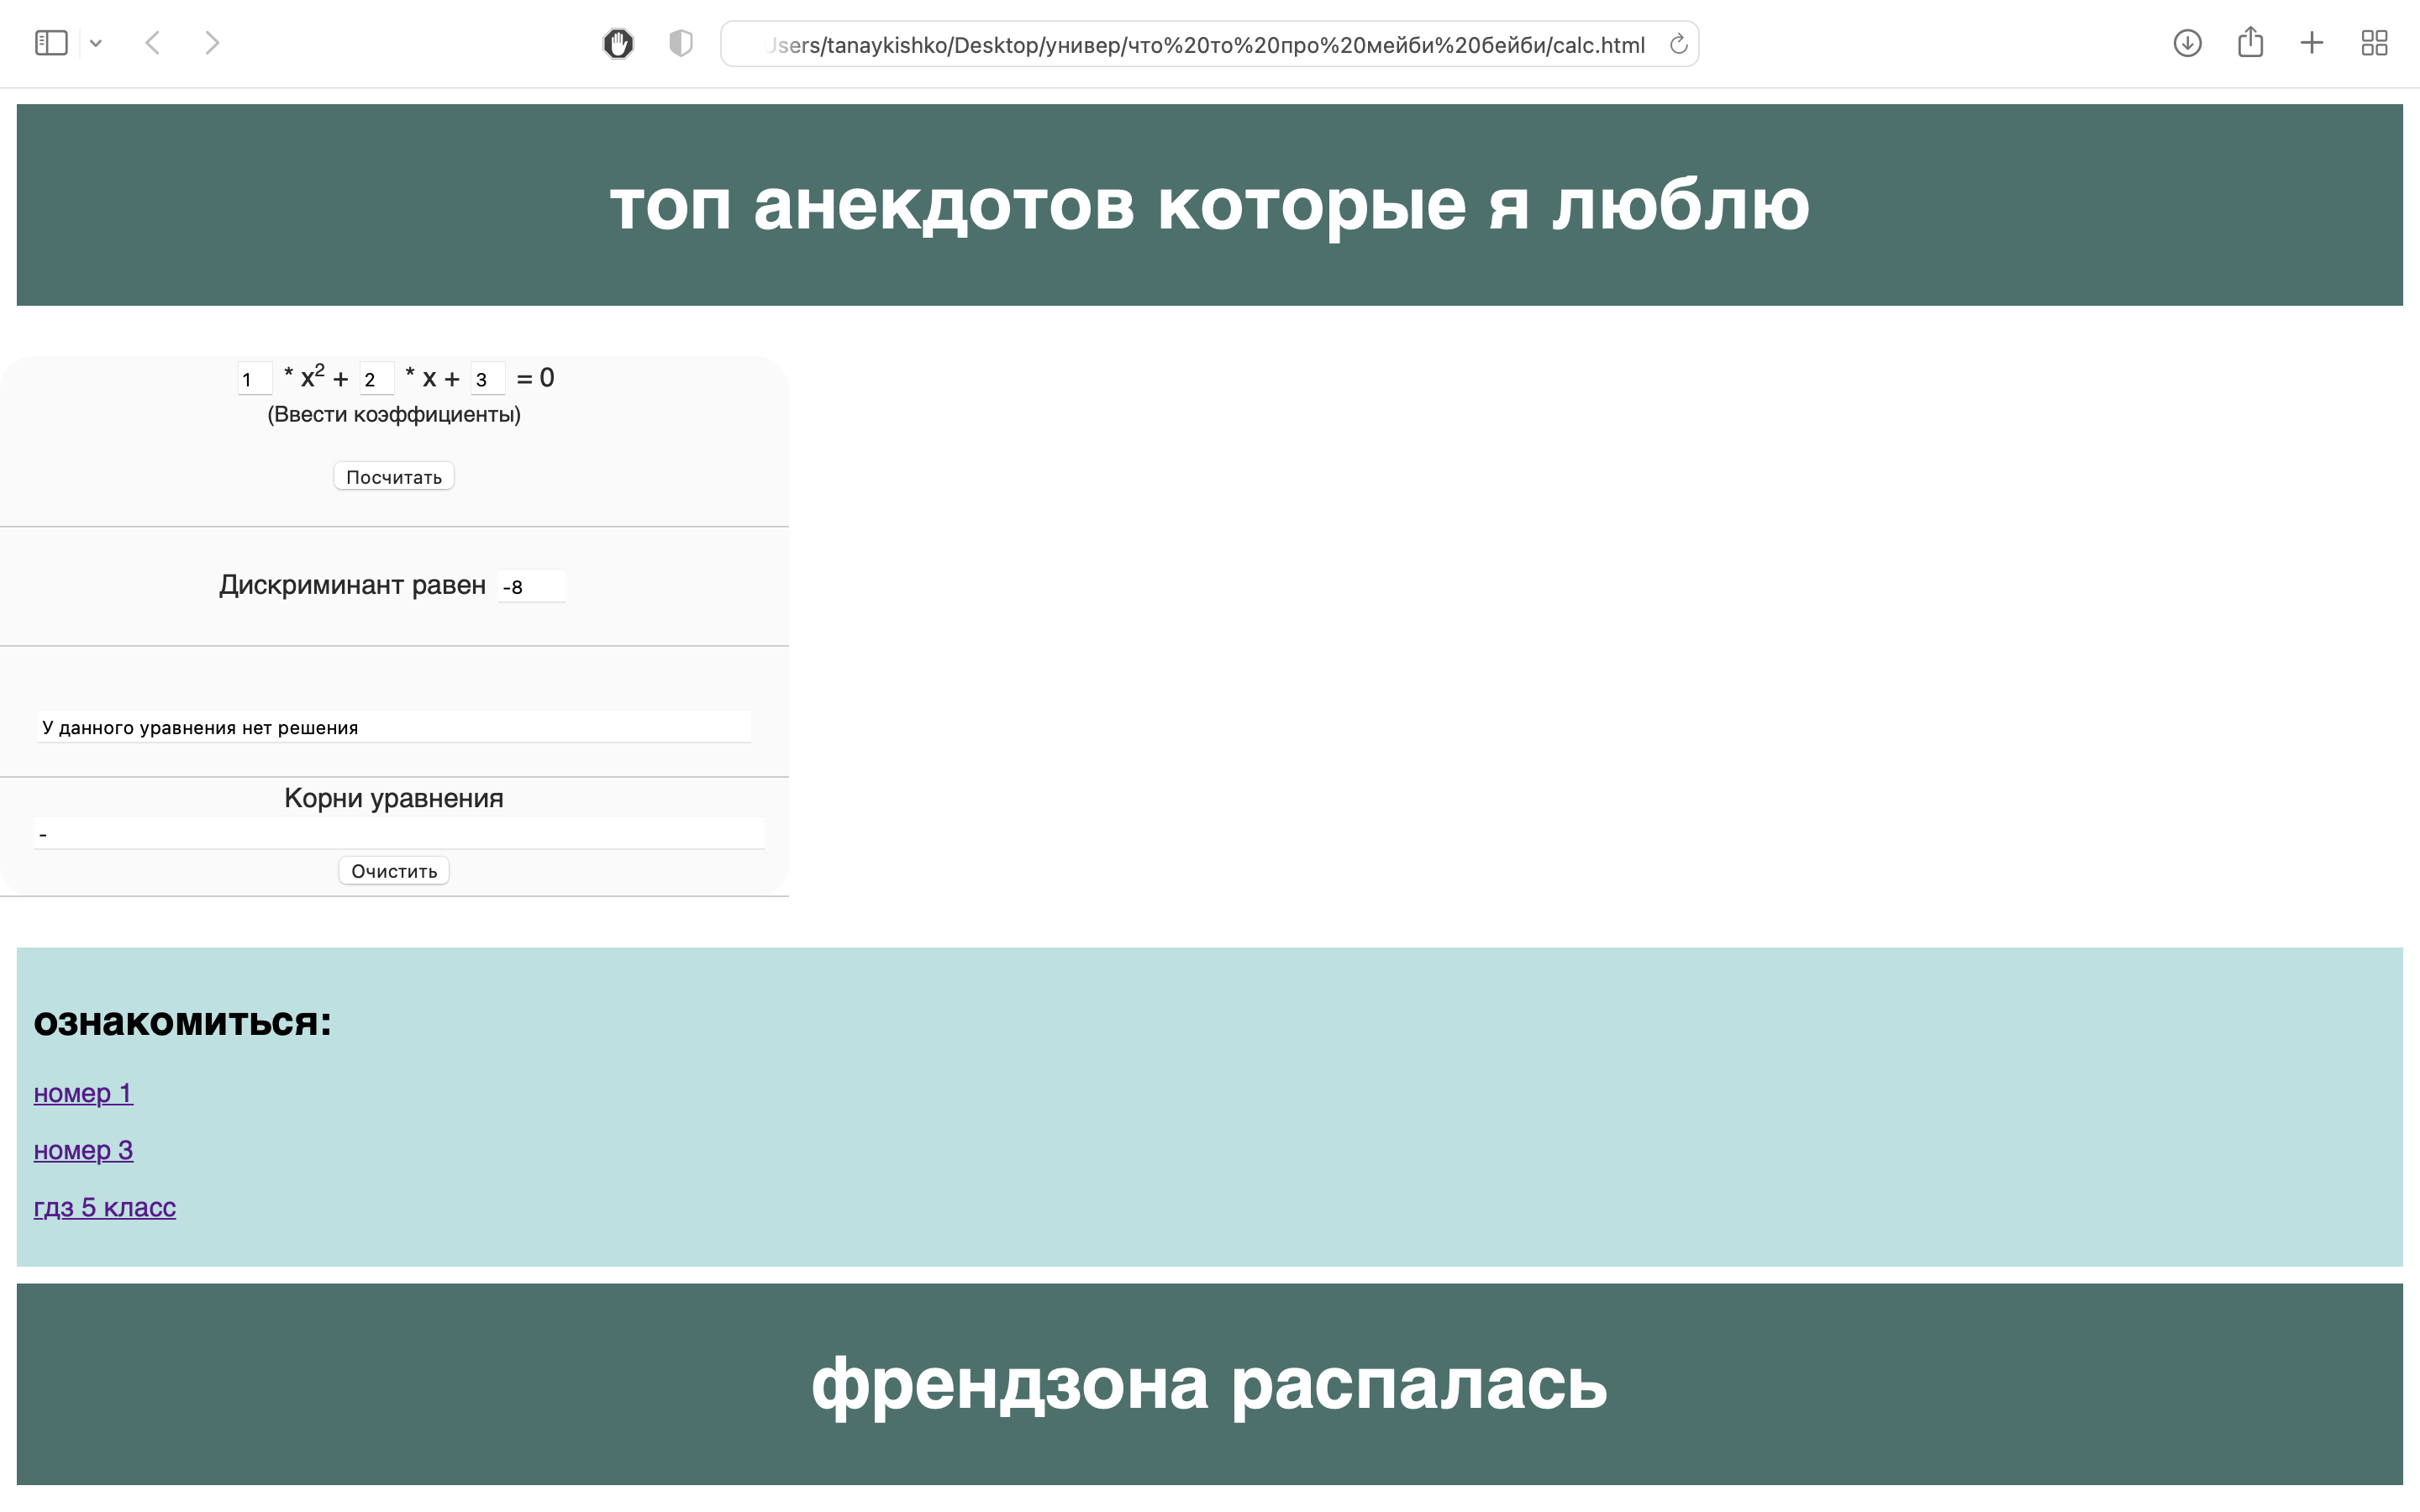 Users/tanaykishko/Desktop/универ/что%20то%20про%20мейби%20бейби/calc.html
топ анекдотов которые я люблю
1 * x² + 2 * x + 3 = 0
(Ввести коэффициенты)
Посчитать
Дискриминант равен -8
У данного уравнения нет решения
Корни уравнения
-
Очистить
ознакомиться:
номер 1
номер 3
гдз 5 класс
френдзона распалась